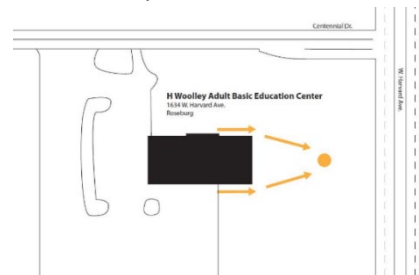 Centennial Dr.
H Woolley Adult Basic Education Center
1634 W. Harvard Ave.
Roseburg
W. Harvard Ave.